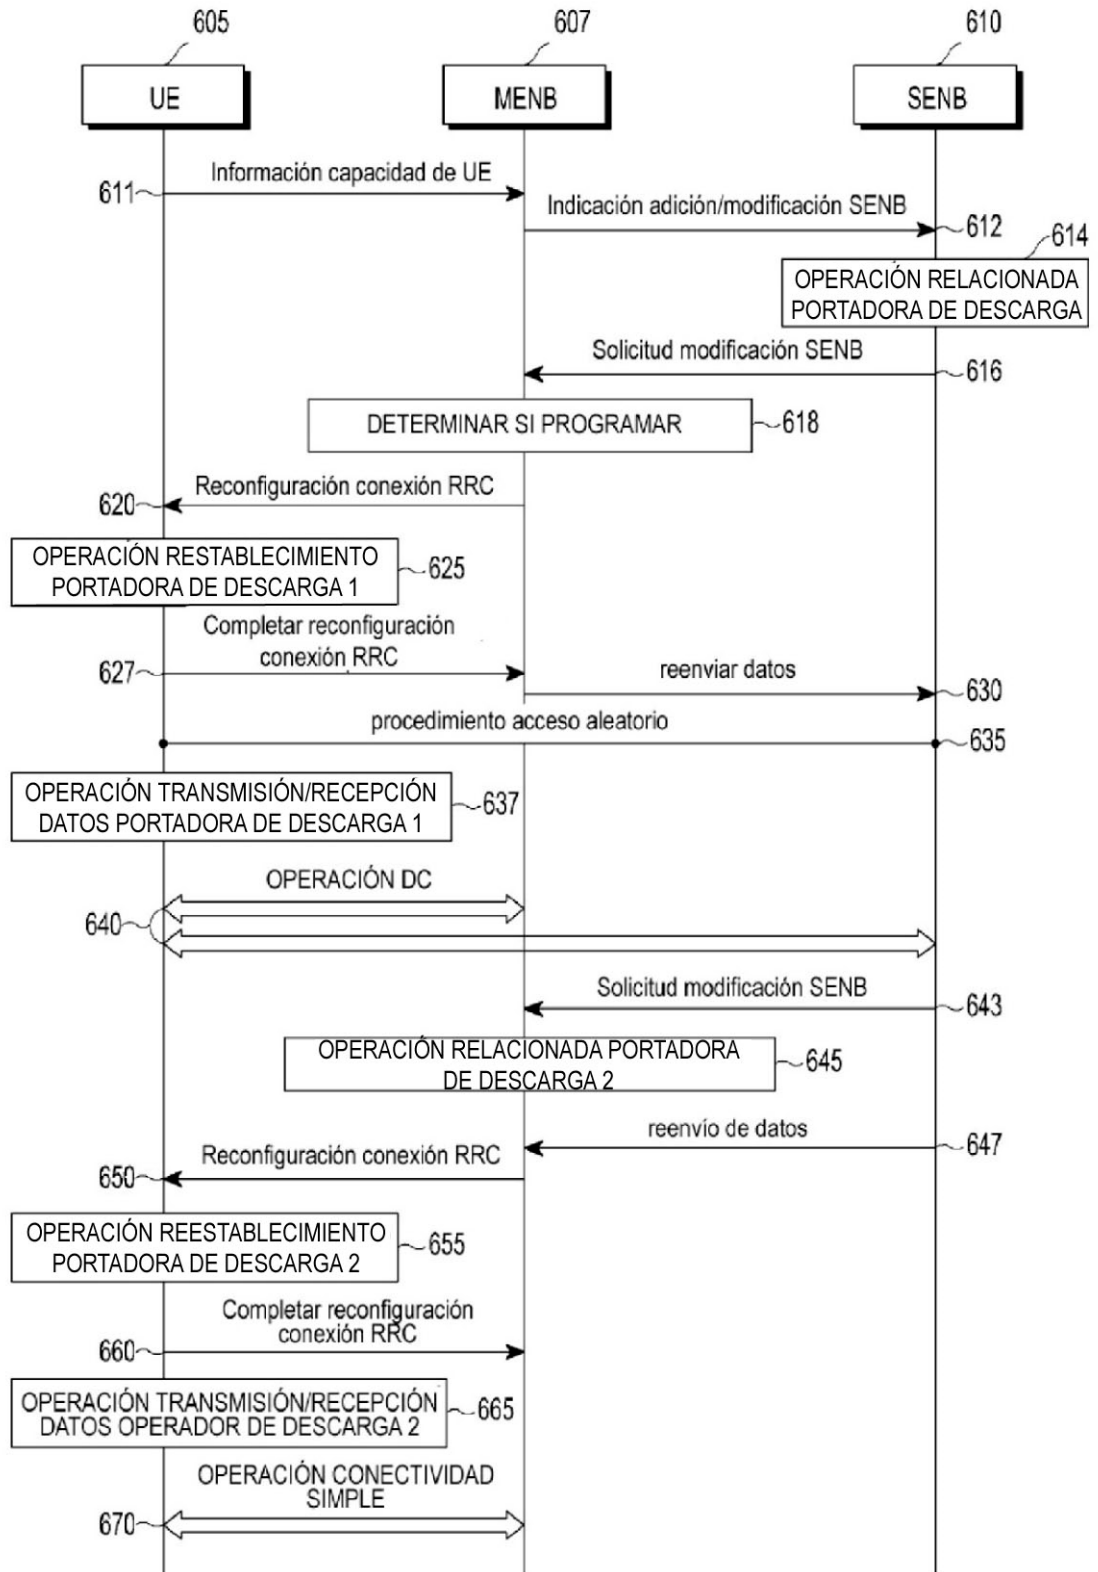 605
607
610
UE
MENB
SENB
Información capacidad de UE
611
Indicación adición/modificación SENB
612
614
OPERACIÓN RELACIONADA
PORTADORA DE DESCARGA
Solicitud modificación SENB
616
DETERMINAR SI PROGRAMAR
618
Reconfiguración conexión RRC
620
OPERACIÓN RESTABLECIMIENTO
PORTADORA DE DESCARGA 1
625
Completar reconfiguración
conexión RRC
627
reenviar datos
630
procedimiento acceso aleatorio
635
OPERACIÓN TRANSMISIÓN/RECEPCIÓN
DATOS PORTADORA DE DESCARGA 1
637
OPERACIÓN DC
640
Solicitud modificación SENB
643
OPERACIÓN RELACIONADA PORTADORA
DE DESCARGA 2
645
reenvío de datos
647
Reconfiguración conexión RRC
650
OPERACIÓN REESTABLECIMIENTO
PORTADORA DE DESCARGA 2
655
Completar reconfiguración
conexión RRC
660
OPERACIÓN TRANSMISIÓN/RECEPCIÓN
DATOS OPERADOR DE DESCARGA 2
665
OPERACIÓN CONECTIVIDAD
SIMPLE
670